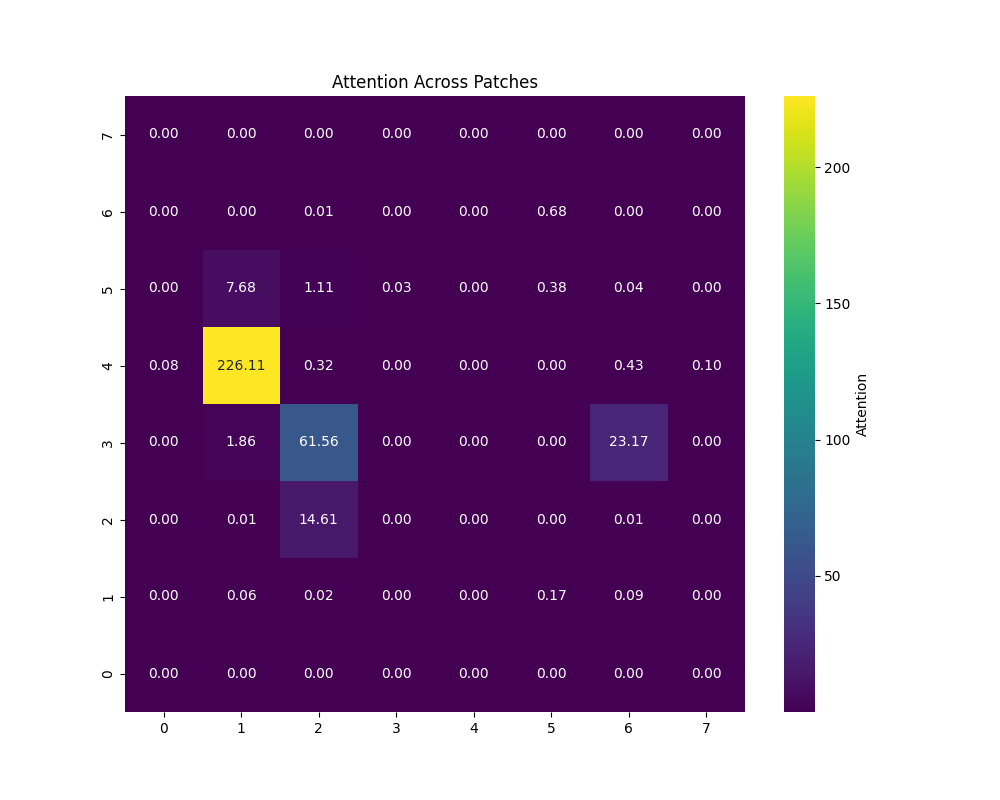 Attention Across Patches
7 0.00 0.00 0.00 0.00 0.00 0.00 0.00 0.00
6 0.00 0.00 0.01 0.00 0.00 0.68 0.00 0.00
5 0.00 7.68 1.11 0.03 0.00 0.38 0.04 0.00
4 0.08 226.11 0.32 0.00 0.00 0.00 0.43 0.10
3 0.00 1.86 61.56 0.00 0.00 0.00 23.17 0.00
2 0.00 0.01 14.61 0.00 0.00 0.00 0.01 0.00
1 0.00 0.06 0.02 0.00 0.00 0.17 0.09 0.00
0 0.00 0.00 0.00 0.00 0.00 0.00 0.00 0.00
0 1 2 3 4 5 6 7
200
150
100
50
Attention